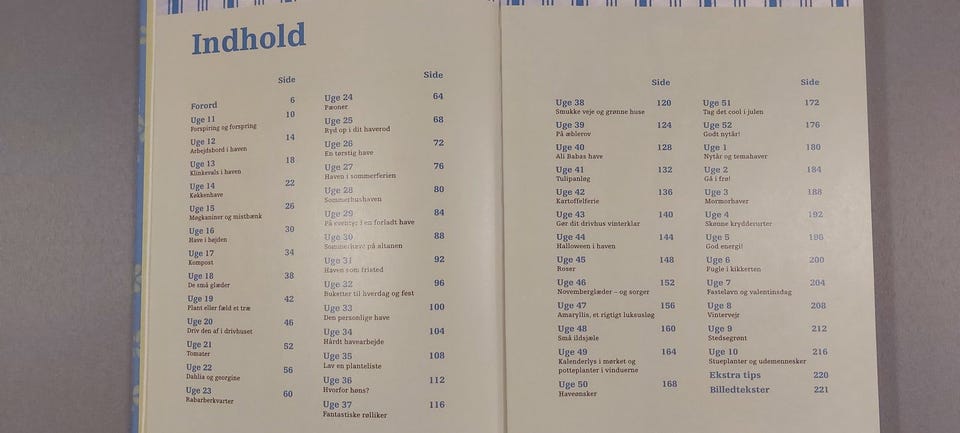 Indhold
Side
Forord 6
Uge 11 10
Forspiring og forspring
Uge 12 14
Arbejdsbord i haven
Uge 13 18
Klinkevals i haven
Uge 14 22
Køkkenhave
Uge 15 26
Møgkaniner og mistbænk
Uge 16 30
Have i højden
Uge 17 34
Kompost
Uge 18 38
De små glæder
Uge 19 42
Plant eller fæld et træ
Uge 20 46
Driv den af i drivhuset
Uge 21 52
Tomater
Uge 22 56
Dahlia og georgine
Uge 23 60
Rabarberkvarter
Side
Uge 24 64
Pæoner
Uge 25 68
Ryd op i dit haverod
Uge 26 72
En tørstig have
Uge 27 76
Haven i sommerferien
Uge 28 80
Sommerhushaven
Uge 29 84
På eventyr i en forladt have
Uge 30 88
Sommerhave på altanen
Uge 31 92
Haven som fristed
Uge 32 96
Buketter til hverdag og fest
Uge 33 100
Den personlige have
Uge 34 104
Hårdt havearbejde
Uge 35 108
Lav en planteliste
Uge 36 112
Hvorfor høns?
Uge 37 116
Fantastiske rølliker
Side
Uge 38 120
Smukke veje og grønne huse
Uge 39 124
På æblerov
Uge 40 128
Ali Babas have
Uge 41 132
Tulipanløg
Uge 42 136
Kartoffelferie
Uge 43 140
Gør dit drivhus vinterklar
Uge 44 144
Halloween i haven
Uge 45 148
Roser
Uge 46 152
Novemberglæder – og sorger
Uge 47 156
Amaryllis, et rigtigt luksusløg
Uge 48 160
Små ildsjæle
Uge 49 164
Kalenderlys i mørket og
potteplanter i vinduerne
Uge 50 168
Haveønsker
Side
Uge 51 172
Tag det cool i julen
Uge 52 176
Godt nytår!
Uge 1 180
Nytår og temahaver
Uge 2 184
Gå i frø!
Uge 3 188
Mormorhaver
Uge 4 192
Skønne krydderurter
Uge 5 196
God energi!
Uge 6 200
Fugle i kikkerten
Uge 7 204
Fastelavn og valentinsdag
Uge 8 208
Vintervej
Uge 9 212
Stedsegrønt
Uge 10 216
Stueplanter og udemennesker
Ekstra tips 220
Billedtekster 221